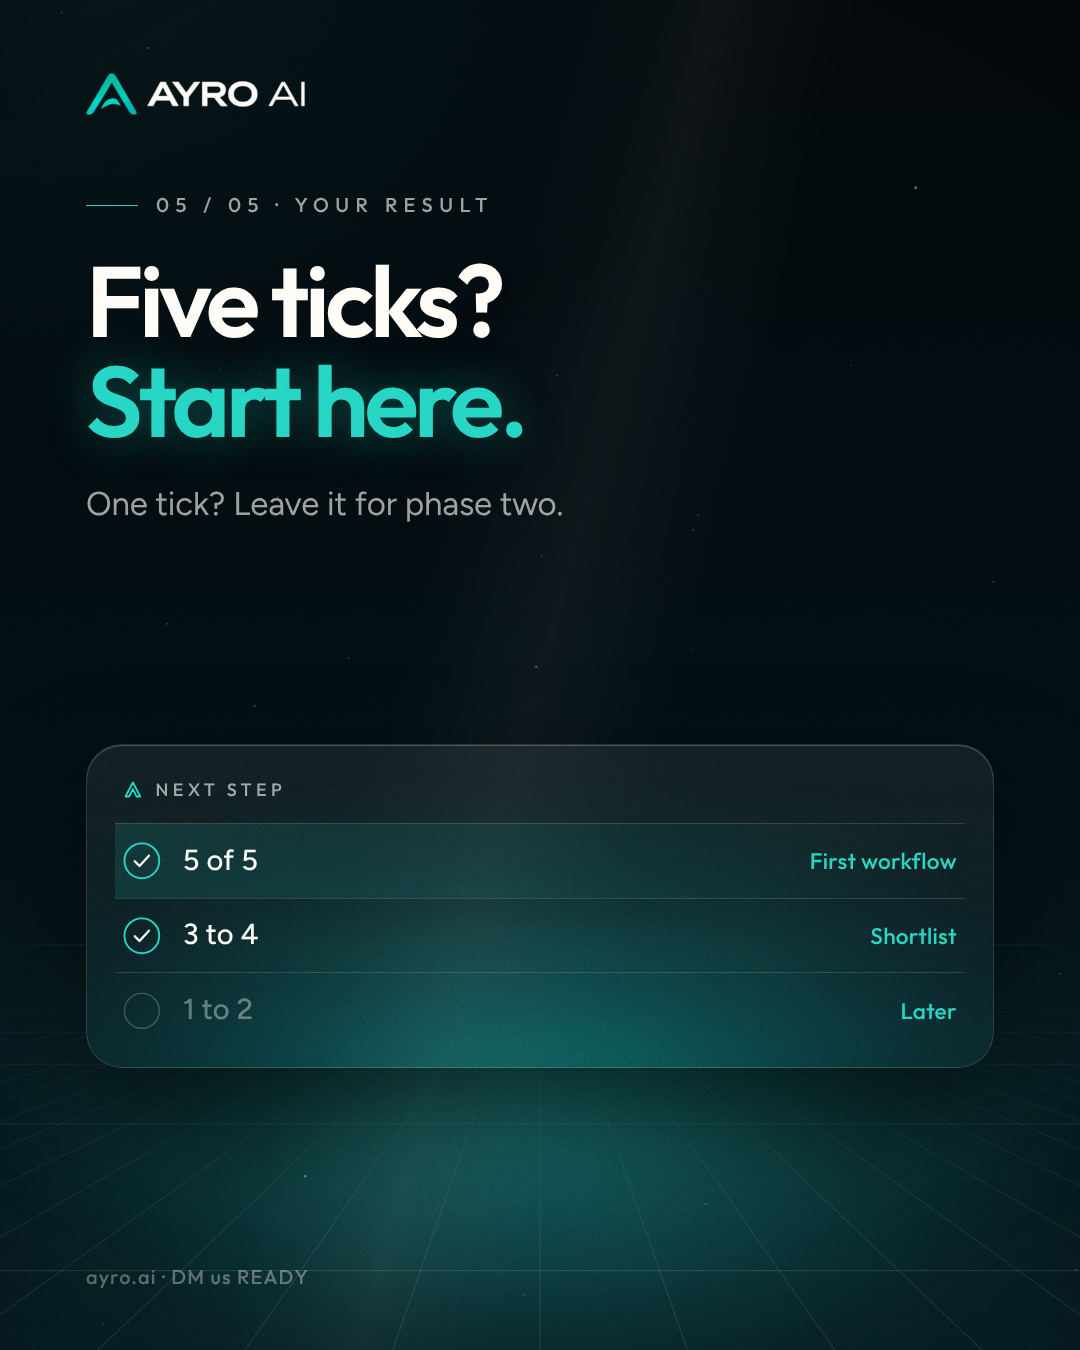 AYRO AI
05 / 05 · YOUR RESULT
Five ticks?
Start here.
One tick? Leave it for phase two.
NEXT STEP
5 of 5 First workflow
3 to 4 Shortlist
1 to 2 Later
ayro.ai · DM us READY